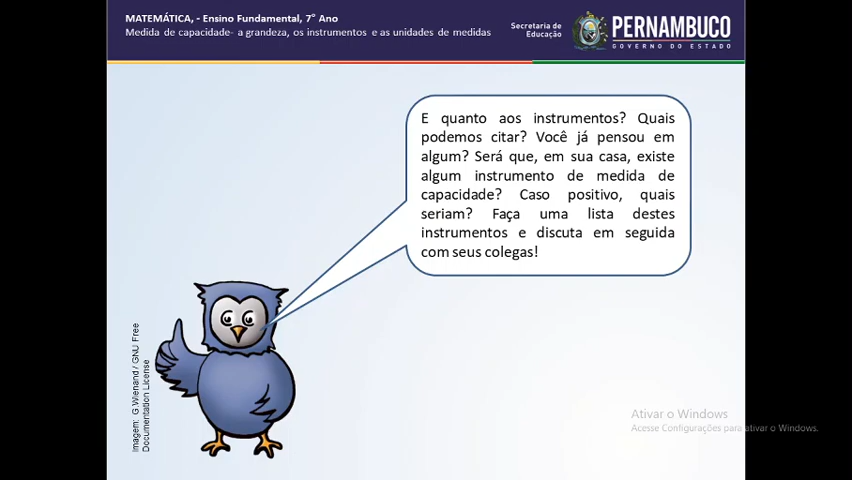 MATEMÁTICA, - Ensino Fundamental, 7° Ano
Medida de capacidade- a grandeza, os instrumentos e as unidades de medidas
Secretaria de
Educação
PERNAMBUCO
GOVERNO DO ESTADO
E quanto aos instrumentos? Quais
podemos citar? Você já pensou em
algum? Será que, em sua casa, existe
algum instrumento de medida de
capacidade? Caso positivo, quais
seriam? Faça uma lista destes
instrumentos e discuta em seguida
com seus colegas!
Imagem: G.Wienand / GNU Free
Documentation License
Ativar o Windows
Acesse Configurações para ativar o Windows.